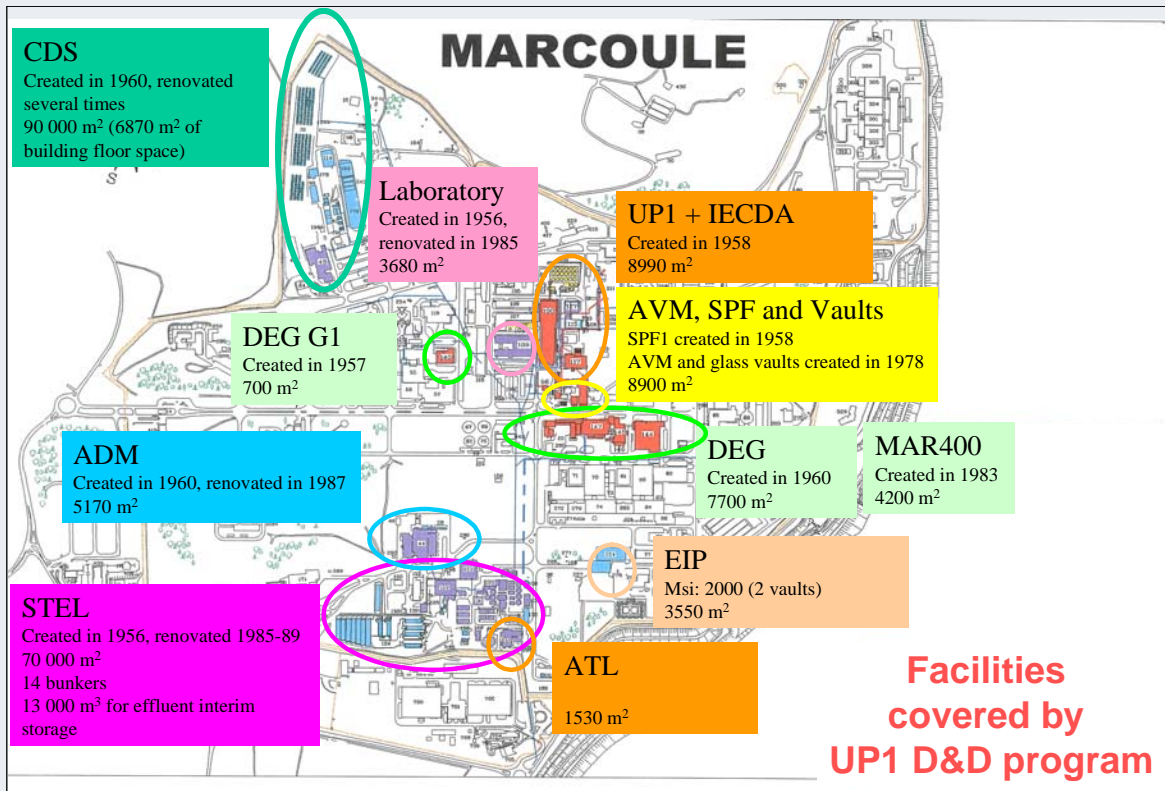 MARCOULE
CDS
Created in 1960, renovated
several times
90 000 m² (6870 m² of
building floor space)
Laboratory
Created in 1956,
renovated in 1985
3680 m²
UP1 + IECDA
Created in 1958
8990 m²
DEG G1
Created in 1957
700 m²
AVM, SPF and Vaults
SPF1 created in 1958
AVM and glass vaults created in 1978
8900 m²
ADM
Created in 1960, renovated in 1987
5170 m²
DEG
Created in 1960
7700 m²
MAR400
Created in 1983
4200 m²
EIP
Msi: 2000 (2 vaults)
3550 m²
STEL
Created in 1956, renovated 1985-89
70 000 m²
14 bunkers
13 000 m³ for effluent interim
storage
ATL
1530 m²
Facilities
covered by
UP1 D&D program